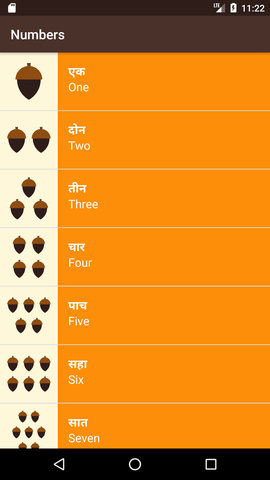 LTE 11:22
Numbers
एक
One
दोन
Two
तीन
Three
चार
Four
पाच
Five
सहा
Six
सात
Seven